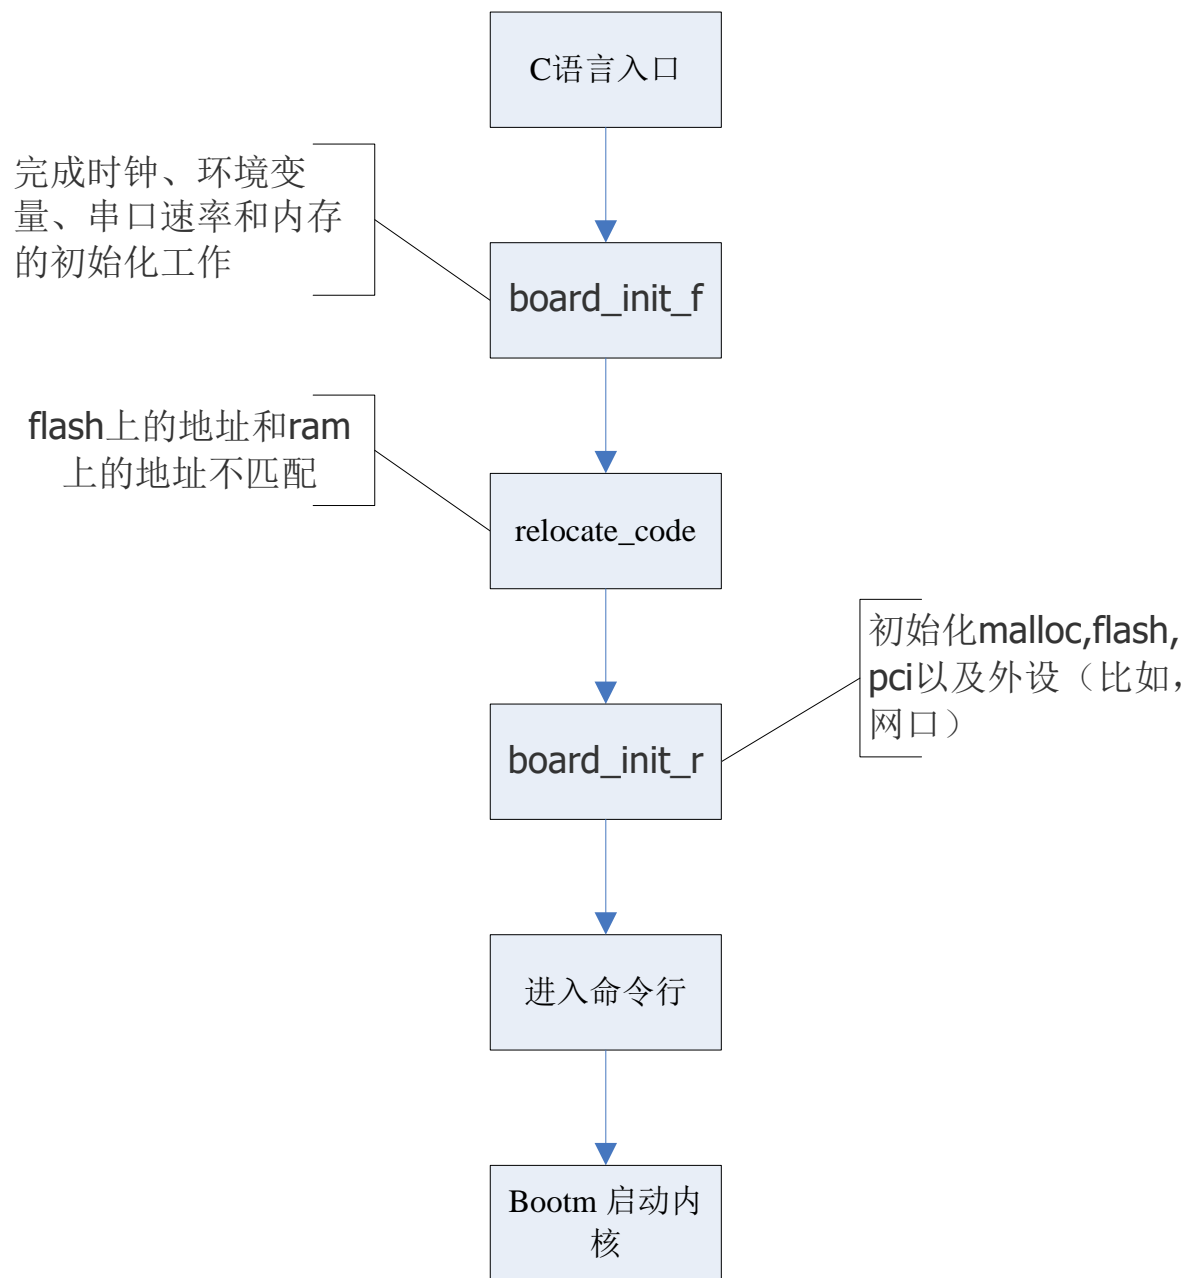 C语言入口
完成时钟、环境变
量、串口速率和内存
的初始化工作
board_init_f
flash上的地址和ram
上的地址不匹配
relocate_code
初始化malloc,flash,
pci以及外设（比如，
网口）
board_init_r
进入命令行
Bootm 启动内
核